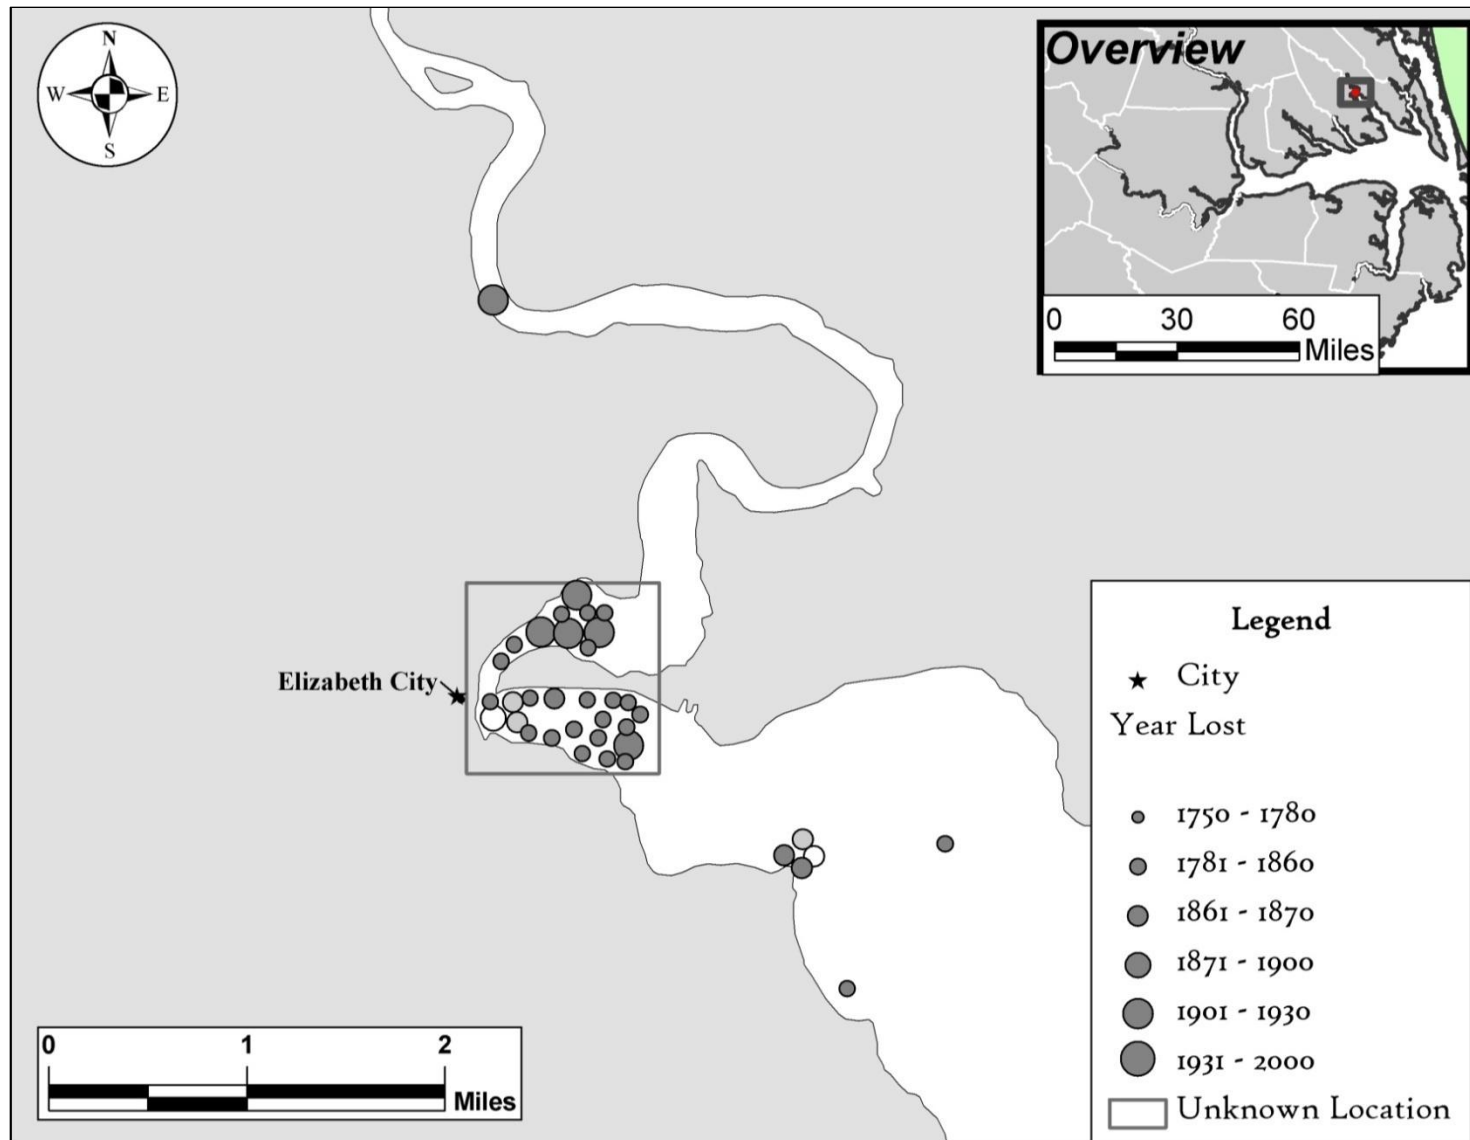 N
W E
S
Overview
0 30 60
Miles
Elizabeth City
Legend
City
Year Lost
1750 - 1780
1781 - 1860
1861 - 1870
1871 - 1900
1901 - 1930
1931 - 2000
Unknown Location
0 1 2
Miles